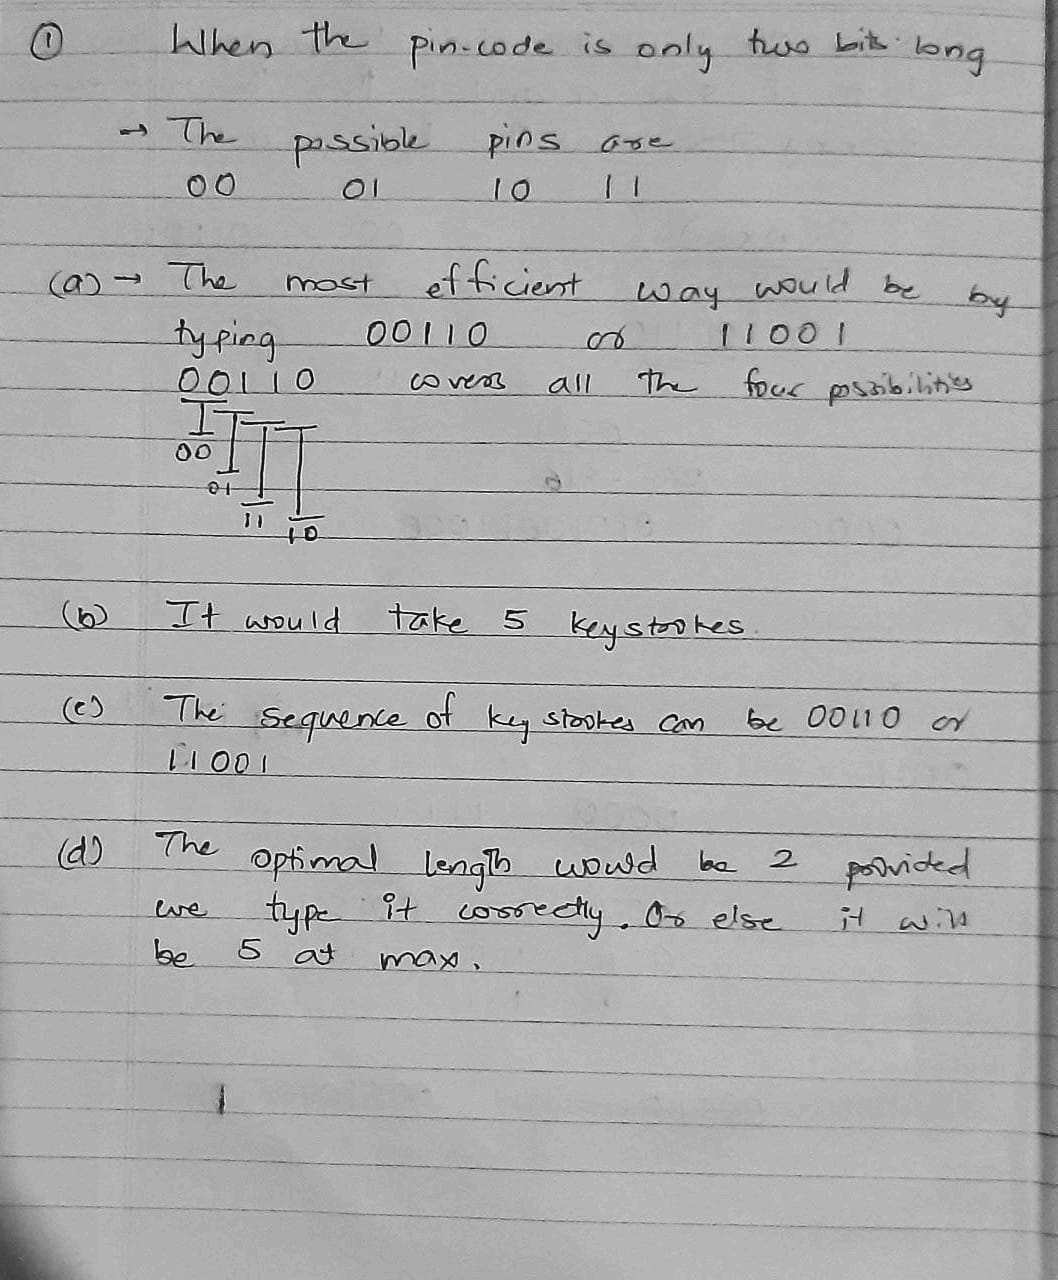 ① When the pin-code is only two bits long
→ The possible pins are
00 01 10 11
(a) → The most efficient way would be by
typing 00110 or 11001
00110 covers all the four possibilities
00
01
11 10
(b) It would take 5 keystrokes.
(c) The sequence of key strokes can be 00110 or
11001
(d) The optimal length would be 2 provided
we type it correctly. Or else it will
be 5 at max.